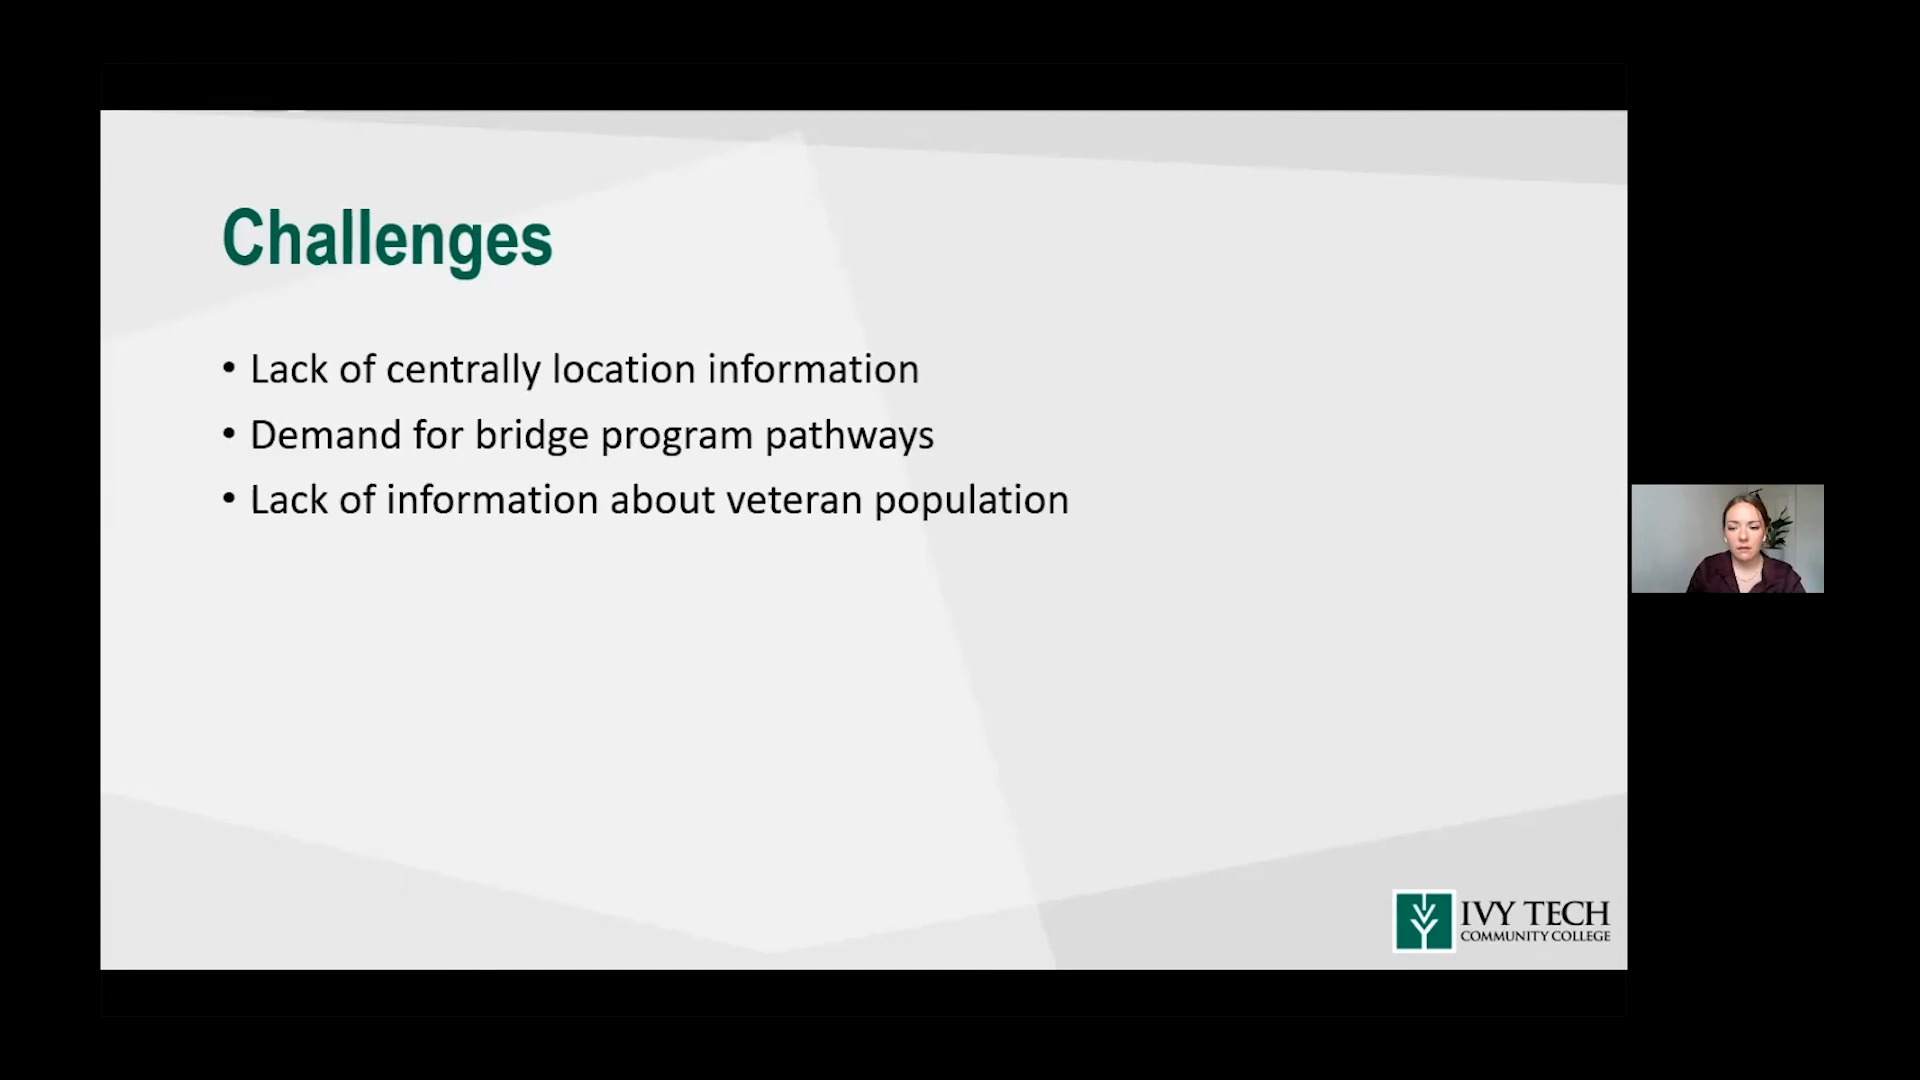 Challenges
• Lack of centrally location information
• Demand for bridge program pathways
• Lack of information about veteran population
IVY TECH
COMMUNITY COLLEGE